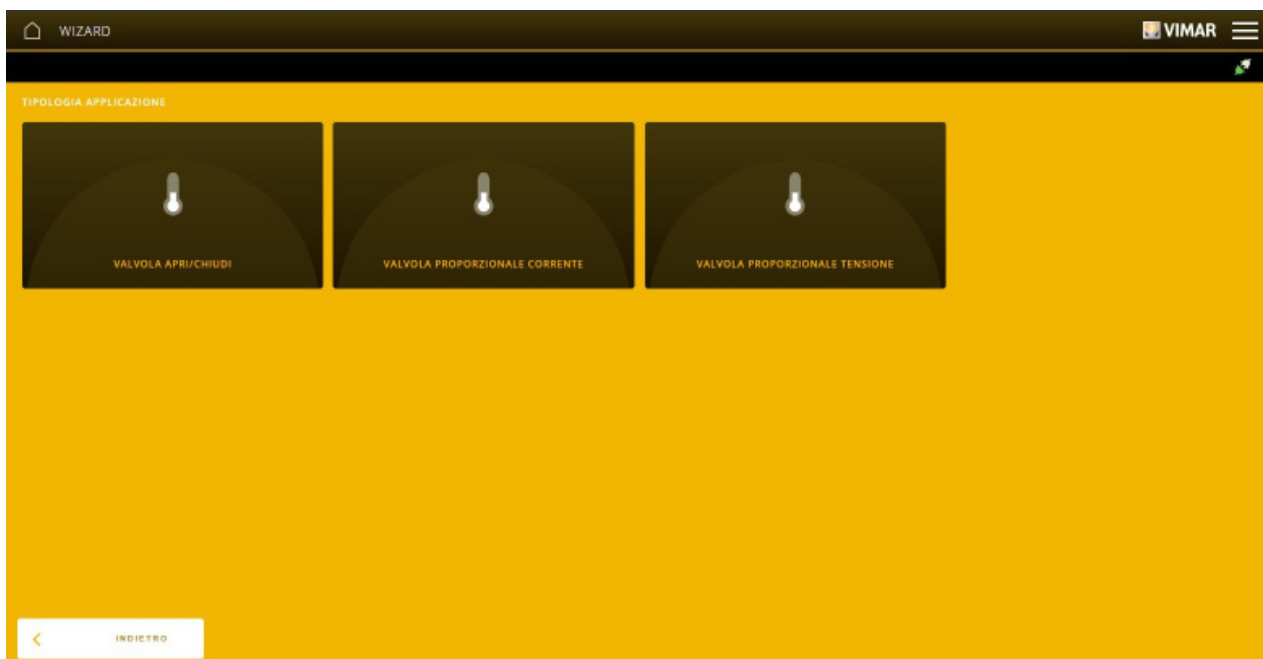 WIZARD
VIMAR
TIPOLOGIA APPLICAZIONE
VALVOLA APRI/CHIUDI
VALVOLA PROPORZIONALE CORRENTE
VALVOLA PROPORZIONALE TENSIONE
INDIETRO